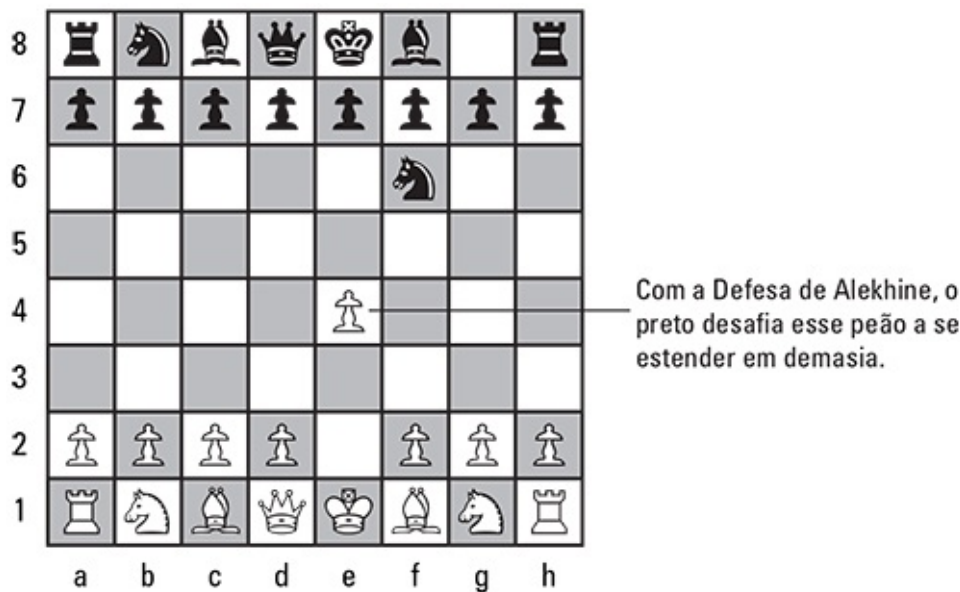 8
7
6
5
4
3
2
1
a b c d e f g h
Com a Defesa de Alekhine, o
preto desafia esse peão a se
estender em demasia.